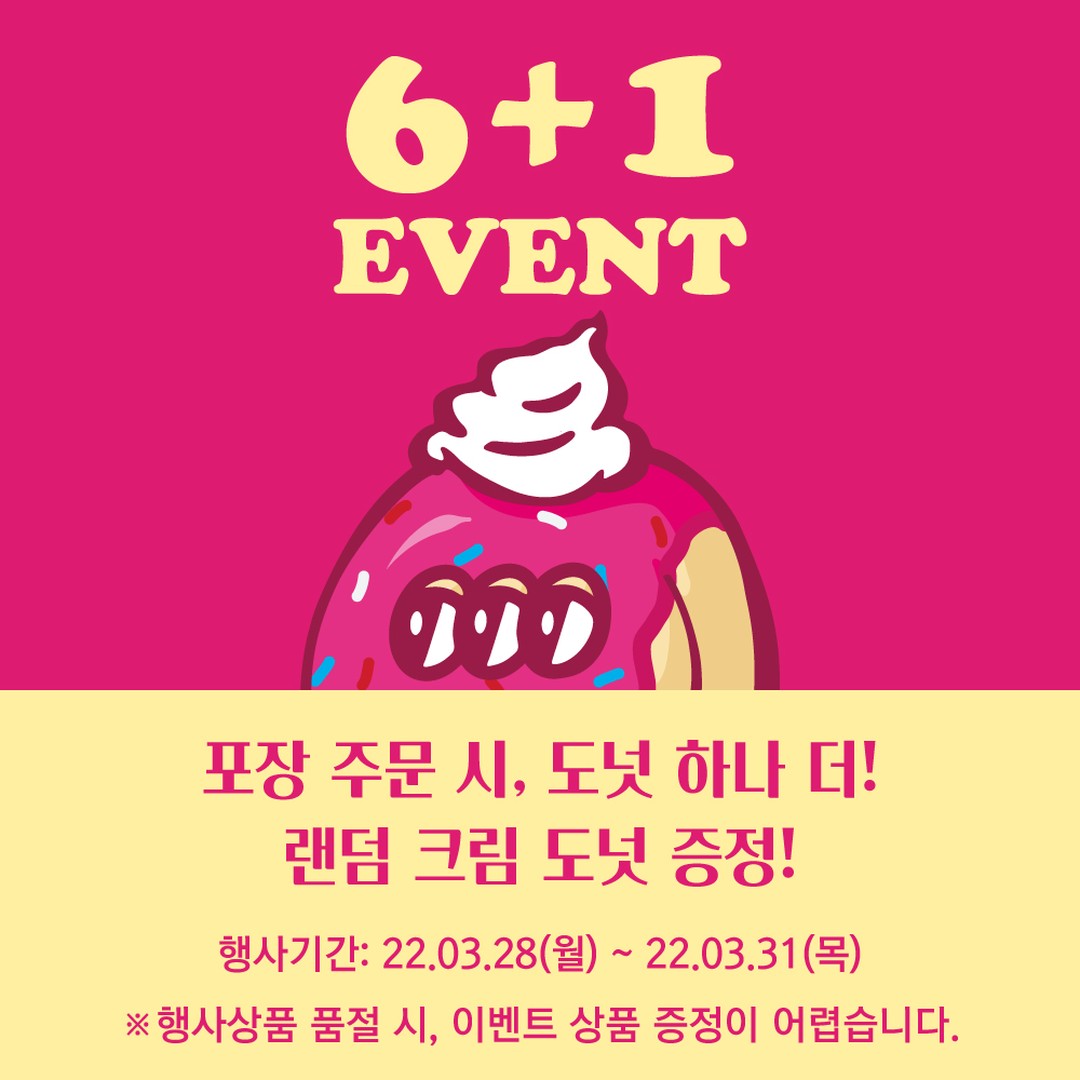 6+1
EVENT
포장 주문 시, 도넛 하나 더!
랜덤 크림 도넛 증정!
행사기간: 22.03.28(월) ~ 22.03.31(목)
※행사상품 품절 시, 이벤트 상품 증정이 어렵습니다.